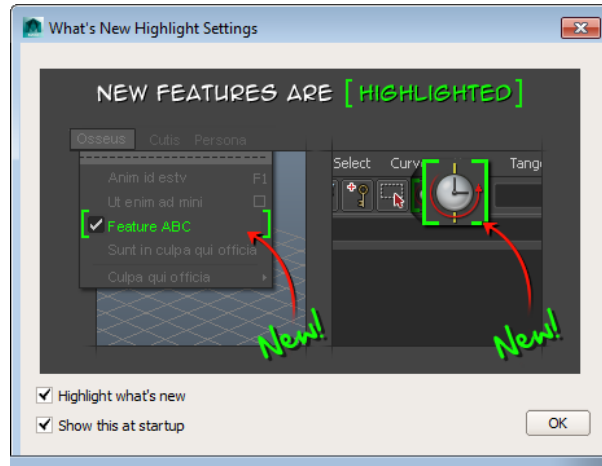 What's New Highlight Settings
NEW FEATURES ARE [HIGHLIGHTED]
Osseus Cutis Persona
Anim id estv F1
Ut enim ad mini
Feature ABC
Sunt in culpa qui officia
Culpa qui officia
New!
Select Curv Tange
New!
Highlight what's new
Show this at startup
OK